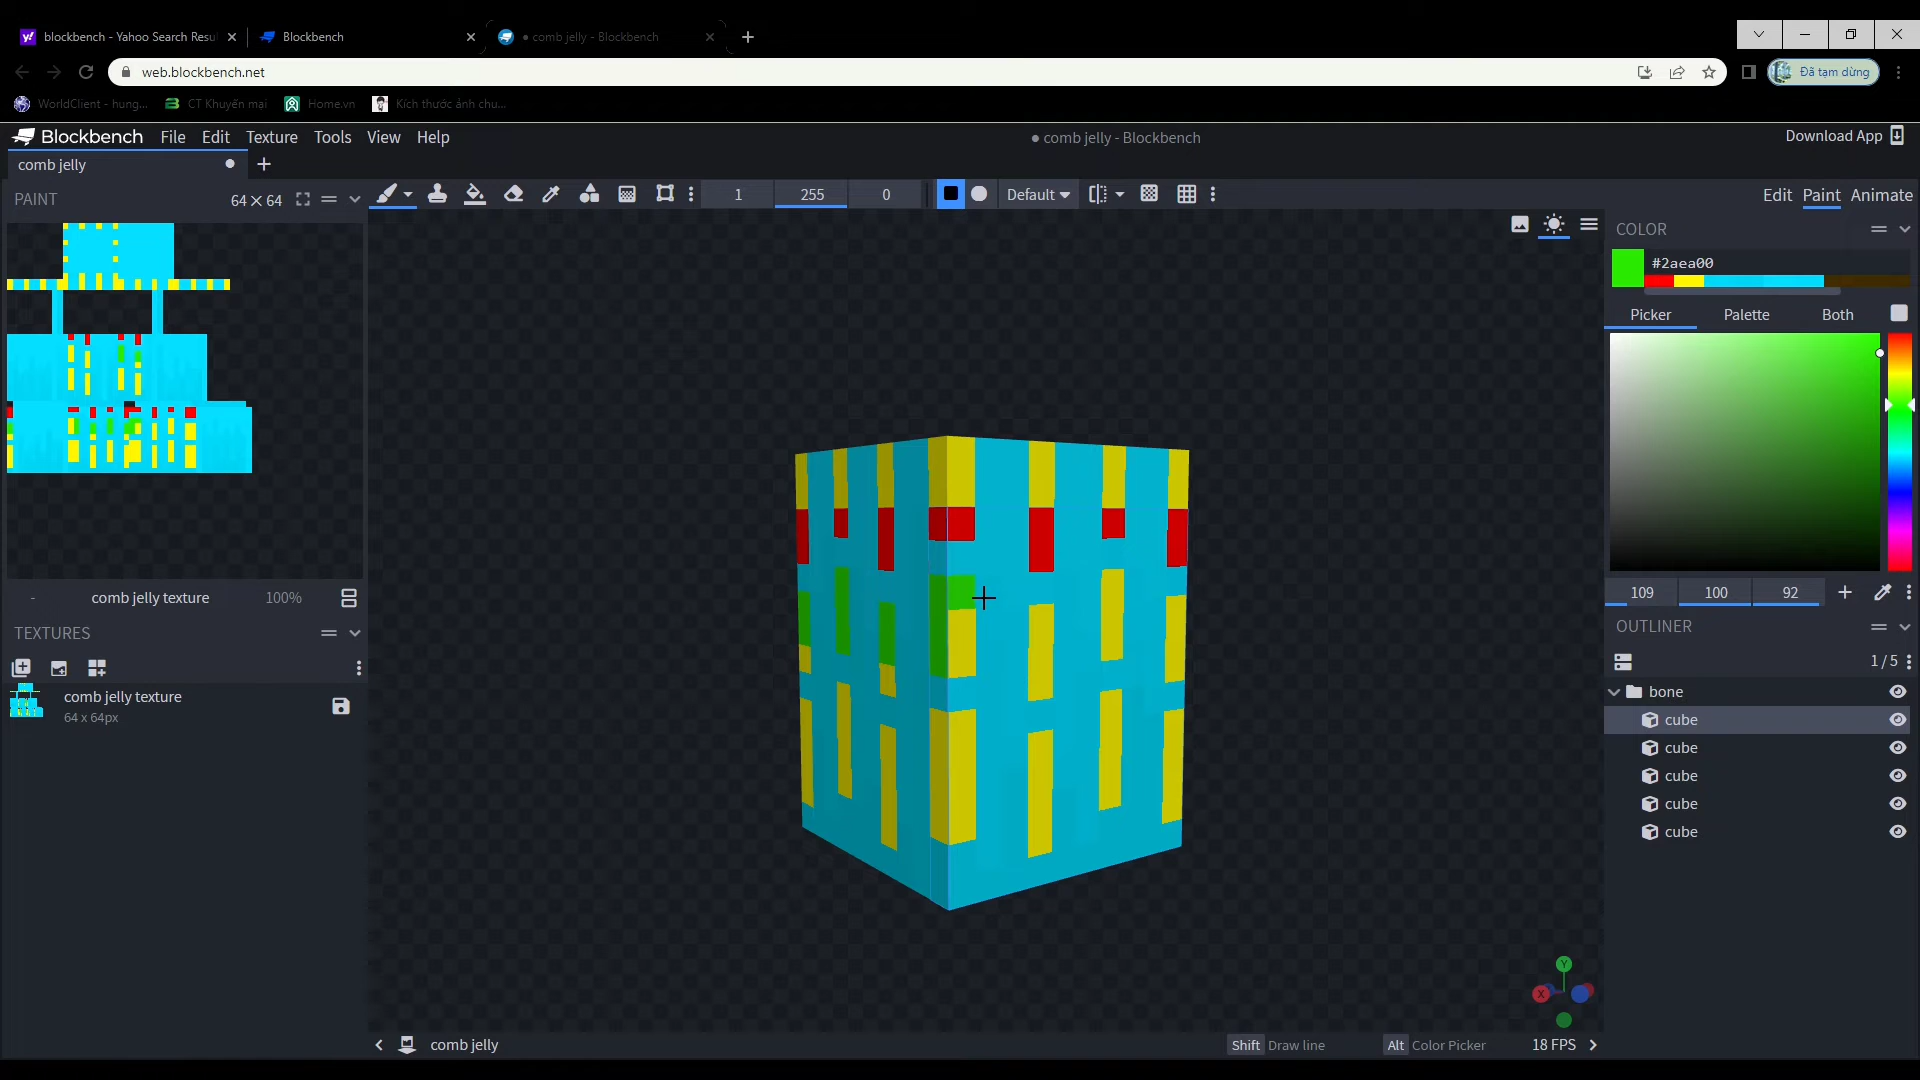 blockbench - Yahoo Search Resu
Blockbench
• comb jelly - Blockbench
web.blockbench.net
Đã tạm dừng
WorldClient - hung...
CT Khuyến mại
Home.vn
Kích thước ảnh chu...
Blockbench
File
Edit
Texture
Tools
View
Help
● comb jelly - Blockbench
Download App
comb jelly
PAINT
64 × 64
1
255
0
Default
Edit
Paint
Animate
COLOR
#2aea00
Picker
Palette
Both
109
100
92
-
comb jelly texture
100%
TEXTURES
comb jelly texture
64 x 64px
OUTLINER
1 / 5
bone
cube
cube
cube
cube
cube
Y
X
comb jelly
Shift Draw line
Alt Color Picker
18 FPS